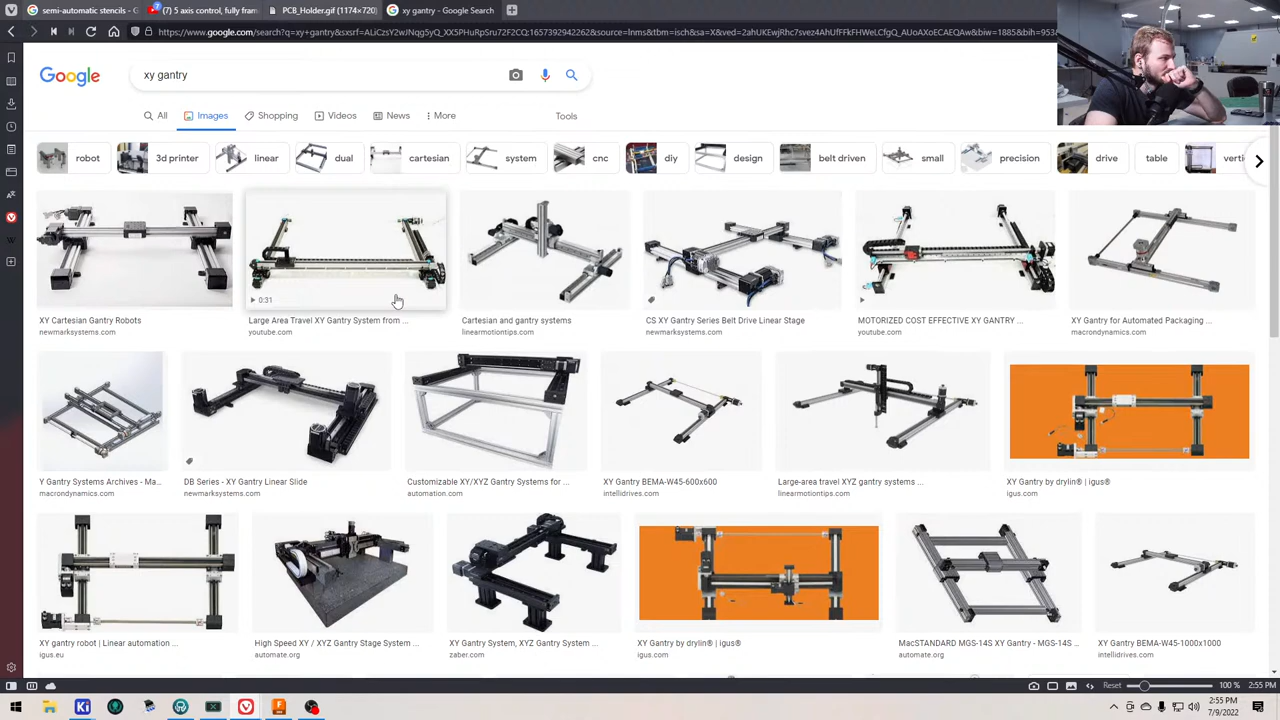 semi-automatic stencils - G
(5 axis control, fully fram
PCB_Holder.gif (1174×720)
xy gantry - Google Search
xy gantry
Google
All
Images
Shopping
Videos
News
More
Tools
robot
3d printer
linear
dual
cartesian
system
cnc
diy
design
belt driven
small
precision
drive
table
verti
0:31
XY Cartesian Gantry Robots
newmarksystems.com
Large Area Travel XY Gantry System from ...
youtube.com
Cartesian and gantry systems
linearmotiontips.com
CS XY Gantry Series Belt Drive Linear Stage
newmarksystems.com
MOTORIZED COST EFFECTIVE XY GANTRY ...
youtube.com
XY Gantry for Automated Packaging ...
macrondynamics.com
Y Gantry Systems Archives - Ma...
macrondynamics.com
DB Series - XY Gantry Linear Slide
newmarksystems.com
Customizable XY/XYZ Gantry Systems for ...
automation.com
XY Gantry BEMA-W45-600x600
intellidrives.com
Large-area travel XYZ gantry systems ...
linearmotiontips.com
XY Gantry by drylin® | igus®
igus.com
XY gantry robot | Linear automation ...
igus.eu
High Speed XY / XYZ Gantry Stage System ...
automate.org
XY Gantry System, XYZ Gantry System ...
zaber.com
XY Gantry by drylin® | igus®
igus.com
MacSTANDARD MGS-14S XY Gantry - MGS-14S ...
automate.org
XY Gantry BEMA-W45-1000x1000
intellidrives.com
Reset
100 %
2:55 PM
2:55 PM
7/9/2022